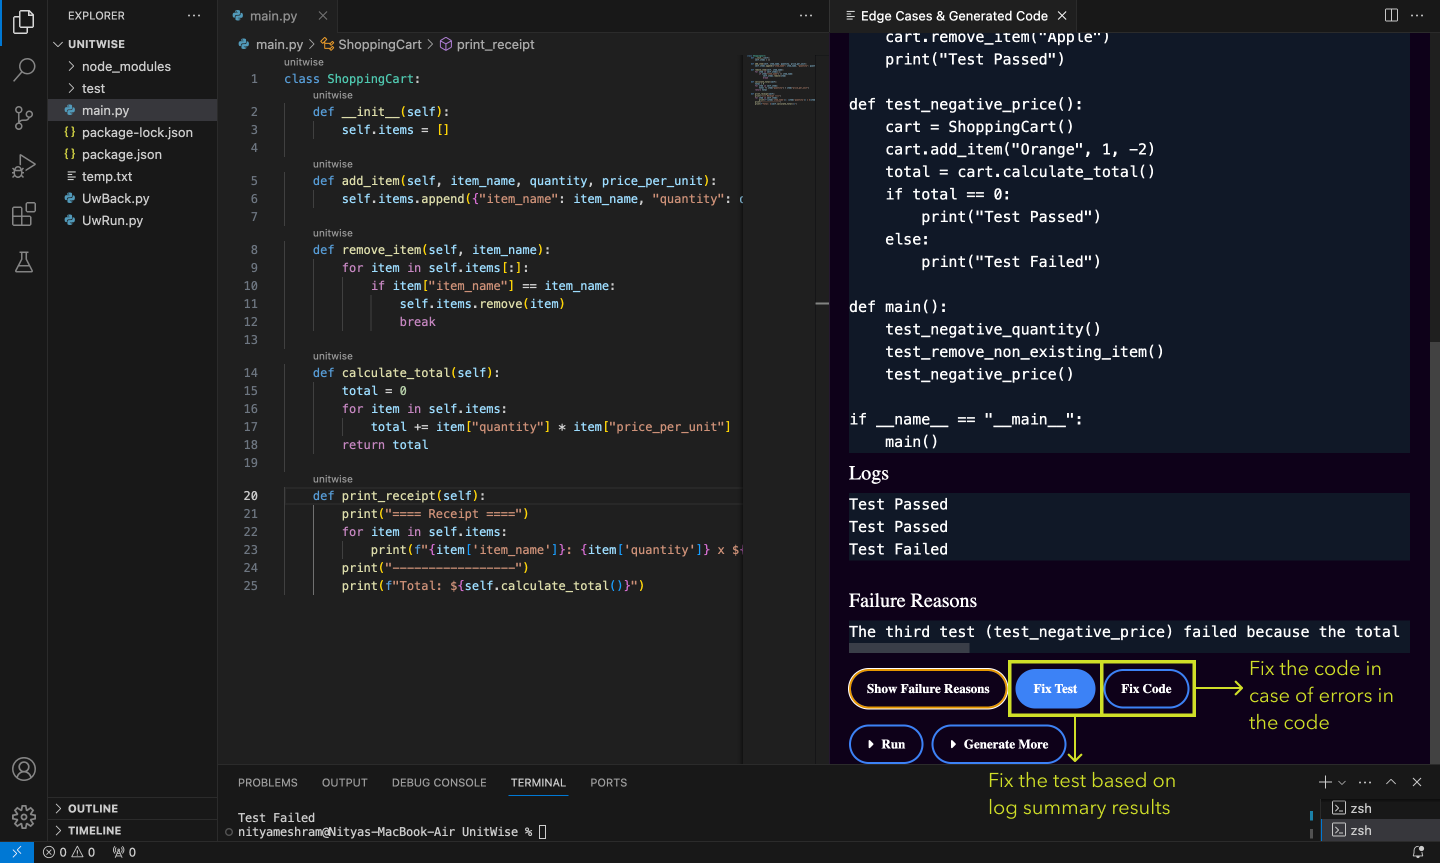 EXPLORER
UNITWISE
node_modules
test
main.py
{} package-lock.json
{} package.json
temp.txt
UwBack.py
UwRun.py
OUTLINE
TIMELINE
main.py
main.py > ShoppingCart > print_receipt
unitwise
1 class ShoppingCart:
unitwise
2 def __init__(self):
3 self.items = []
4
unitwise
5 def add_item(self, item_name, quantity, price_per_unit):
6 self.items.append({"item_name": item_name, "quantity":
7
unitwise
8 def remove_item(self, item_name):
9 for item in self.items[:]:
10 if item["item_name"] == item_name:
11 self.items.remove(item)
12 break
13
unitwise
14 def calculate_total(self):
15 total = 0
16 for item in self.items:
17 total += item["quantity"] * item["price_per_unit"]
18 return total
19
unitwise
20 def print_receipt(self):
21 print("==== Receipt ====")
22 for item in self.items:
23 print(f"{item['item_name']}: {item['quantity']} x ${
24 print("-----------------")
25 print(f"Total: ${self.calculate_total()}")
Edge Cases & Generated Code
cart.remove_item("Apple")
print("Test Passed")
def test_negative_price():
cart = ShoppingCart()
cart.add_item("Orange", 1, -2)
total = cart.calculate_total()
if total == 0:
print("Test Passed")
else:
print("Test Failed")
def main():
test_negative_quantity()
test_remove_non_existing_item()
test_negative_price()
if __name__ == "__main__":
main()
Logs
Test Passed
Test Passed
Test Failed
Failure Reasons
The third test (test_negative_price) failed because the total
Show Failure Reasons
Fix Test
Fix Code
Run
Generate More
Fix the code in
case of errors in
the code
Fix the test based on
log summary results
PROBLEMS OUTPUT DEBUG CONSOLE TERMINAL PORTS
Test Failed
nityameshram@Nityas-MacBook-Air UnitWise %
zsh
zsh
0 0 0